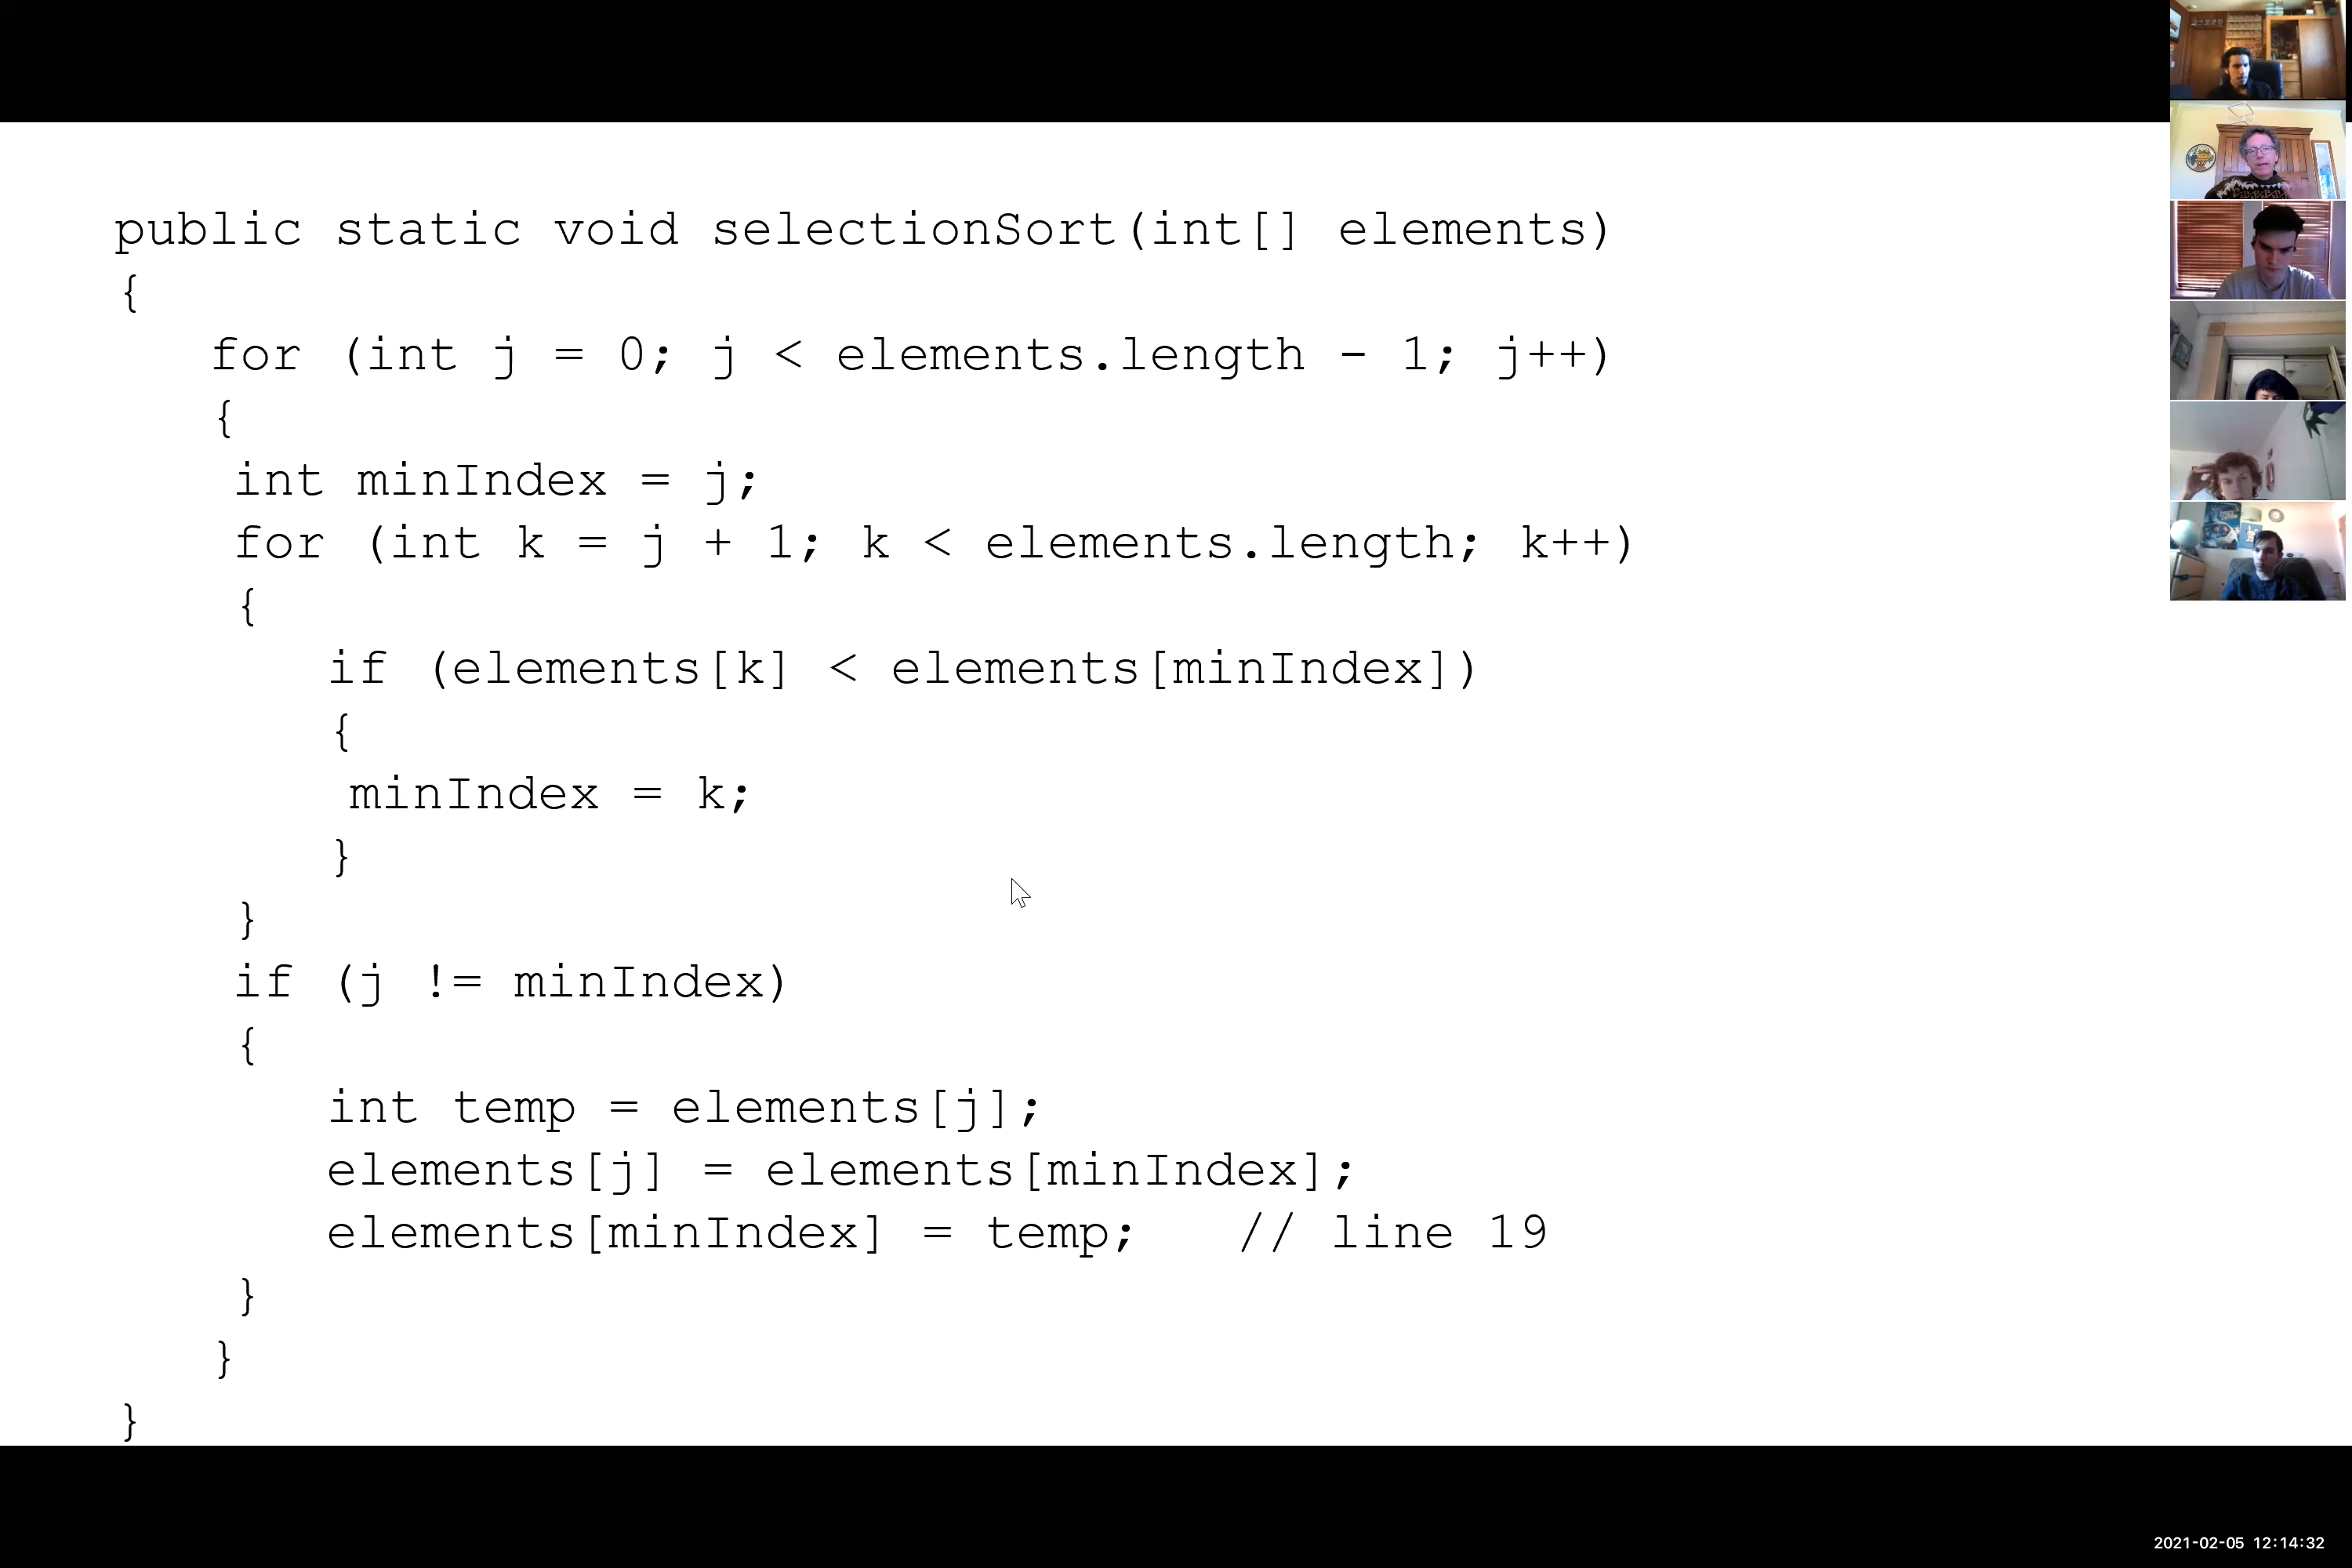 public static void selectionSort(int[] elements)
{
for (int j = 0; j < elements.length - 1; j++)
{
int minIndex = j;
for (int k = j + 1; k < elements.length; k++)
{
if (elements[k] < elements[minIndex])
{
minIndex = k;
}
}
if (j != minIndex)
{
int temp = elements[j];
elements[j] = elements[minIndex];
elements[minIndex] = temp; // line 19
}
}
}
2021-02-05 12:14:32